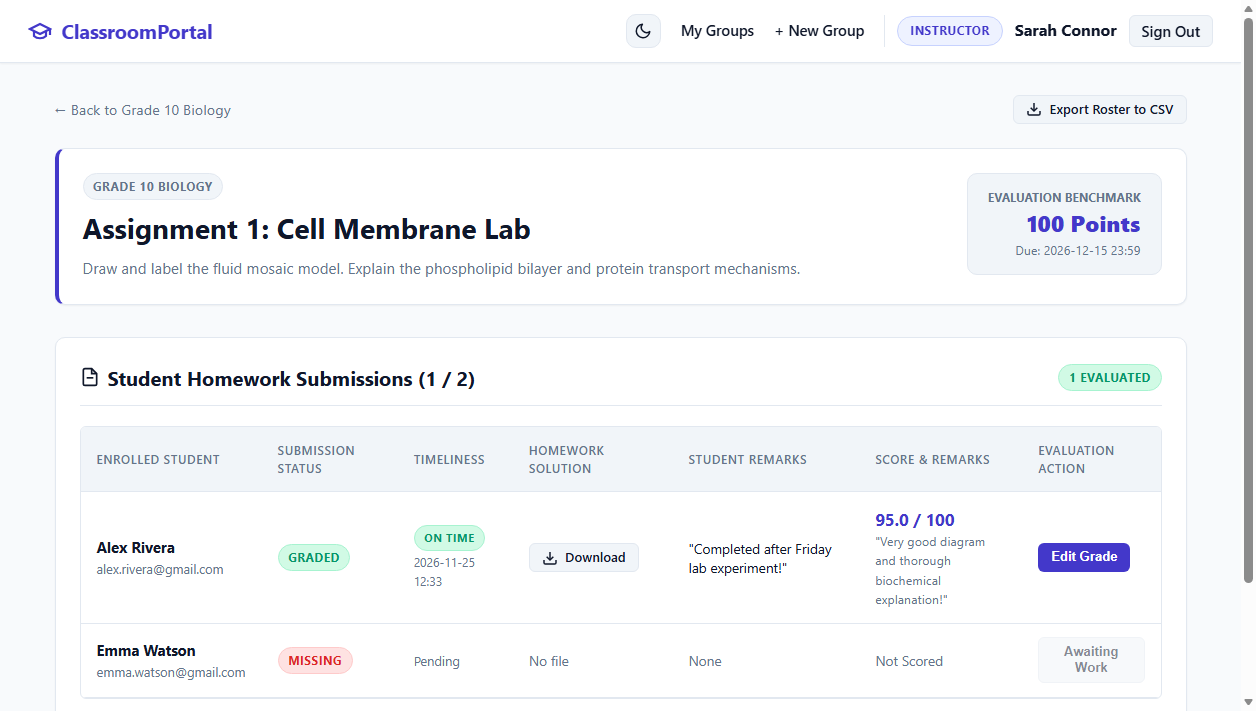 ClassroomPortal
My Groups
+ New Group
INSTRUCTOR
Sarah Connor
Sign Out
← Back to Grade 10 Biology
Export Roster to CSV
GRADE 10 BIOLOGY
Assignment 1: Cell Membrane Lab
Draw and label the fluid mosaic model. Explain the phospholipid bilayer and protein transport mechanisms.
EVALUATION BENCHMARK
100 Points
Due: 2026-12-15 23:59
Student Homework Submissions (1 / 2)
1 EVALUATED
ENROLLED STUDENT
SUBMISSION
STATUS
TIMELINESS
HOMEWORK
SOLUTION
STUDENT REMARKS
SCORE & REMARKS
EVALUATION
ACTION
Alex Rivera
alex.rivera@gmail.com
GRADED
ON TIME
2026-11-25
12:33
Download
"Completed after Friday
lab experiment!"
95.0 / 100
"Very good diagram
and thorough
biochemical
explanation!"
Edit Grade
Emma Watson
emma.watson@gmail.com
MISSING
Pending
No file
None
Not Scored
Awaiting
Work